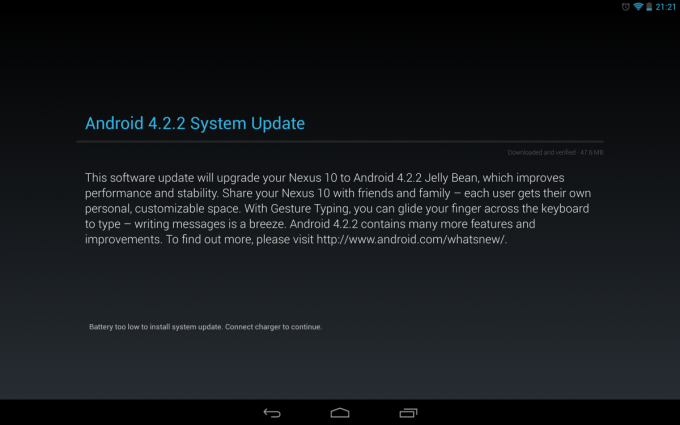 21:21
Android 4.2.2 System Update
Downloaded and verified · 47.6 MB
This software update will upgrade your Nexus 10 to Android 4.2.2 Jelly Bean, which improves
performance and stability. Share your Nexus 10 with friends and family – each user gets their own
personal, customizable space. With Gesture Typing, you can glide your finger across the keyboard
to type – writing messages is a breeze. Android 4.2.2 contains many more features and
improvements. To find out more, please visit http://www.android.com/whatsnew/.
Battery too low to install system update. Connect charger to continue.